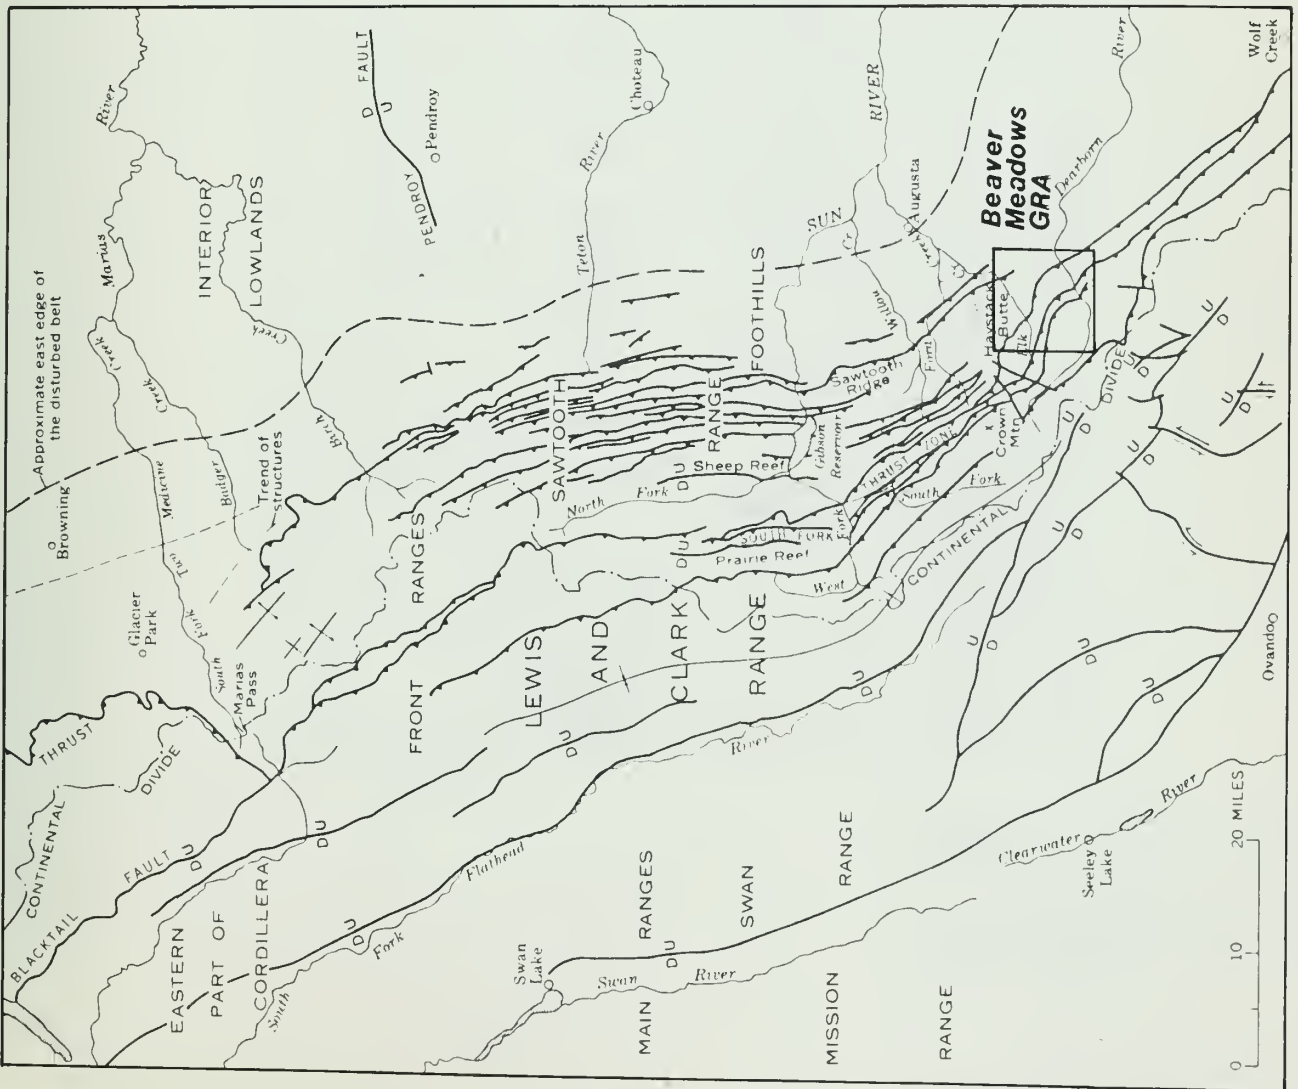 Approximate east edge of
the disturbed belt
Browning
Glacier
Park
THRUST
CONTINENTAL
DIVIDE
BLACKTAIL
FAULT
D U
EASTERN
PART OF
CORDILLERA
South
Fork
Flathead
River
D U
D U
Marias
Pass
South
Fork
Two
Medicine
Creek
Badger
Creek
Marius
River
INTERIOR
LOWLANDS
Birch
Creek
Trend of
structures
PENDROY
FAULT
D
U
Pendroy
Choteau
Teton
River
SAWTOOTH
RANGE
FOOTHILLS
FRONT
RANGES
LEWIS
AND
CLARK
RANGE
D U
D U
North
Fork
Sheep Reef
D U
SOUTH FORK
Prairie Reef
D U
THRUST ZONE
West
Fork
South
Fork
Gibson
Reservoir
Sawtooth
Ridge
SUN
RIVER
Willow
Cr.
Ford
Creek
Augusta
Elk
Cr.
Haystack
Butte
Crown
Mtn
Beaver
Meadows
GRA
Dearborn
River
Wolf
Creek
CONTINENTAL
DIVIDE
U
D
U
D
U
D
U
D
U
D
U
D
U
D
U
D
U
D
Ovando
Swan
Lake
Swan
River
D U
MAIN
RANGES
SWAN
RANGE
MISSION
RANGE
Clearwater
River
Seeley
Lake
0 10 20 MILES